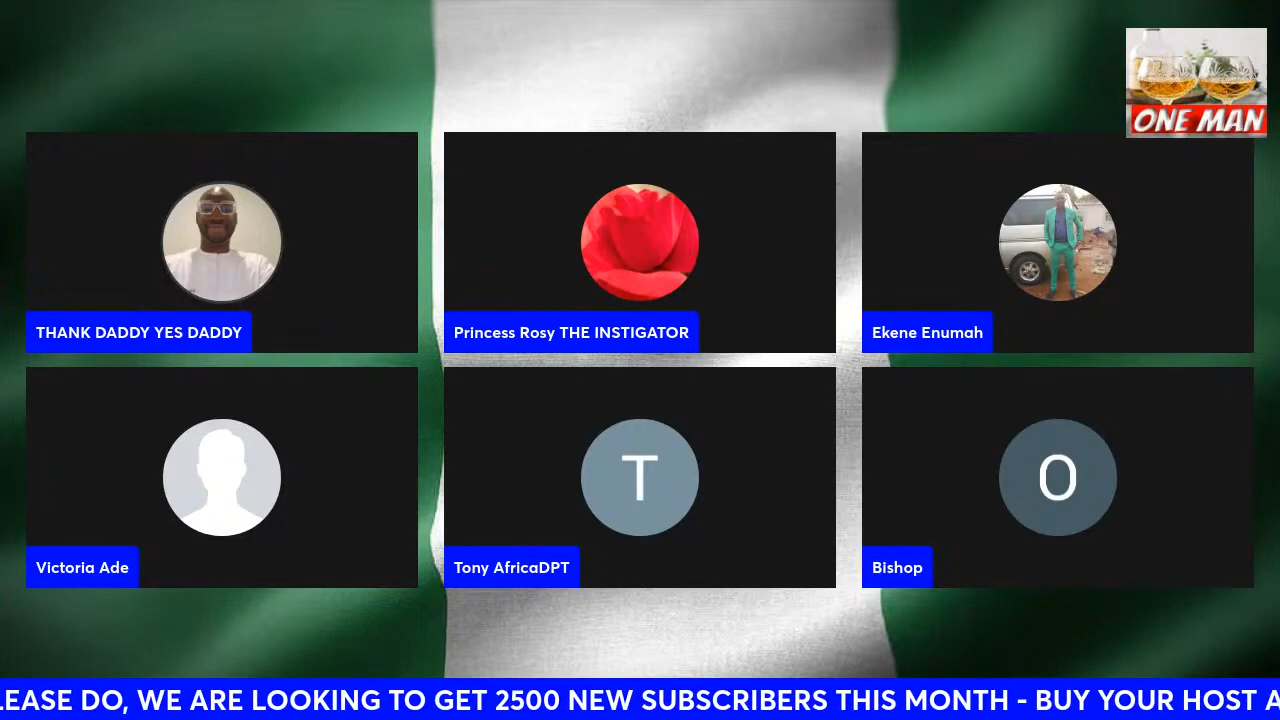 ONE MAN
THANK DADDY YES DADDY
Princess Rosy THE INSTIGATOR
Ekene Enumah
Victoria Ade
T
Tony AfricaDPT
O
Bishop
LEASE DO, WE ARE LOOKING TO GET 2500 NEW SUBSCRIBERS THIS MONTH - BUY YOUR HOST A